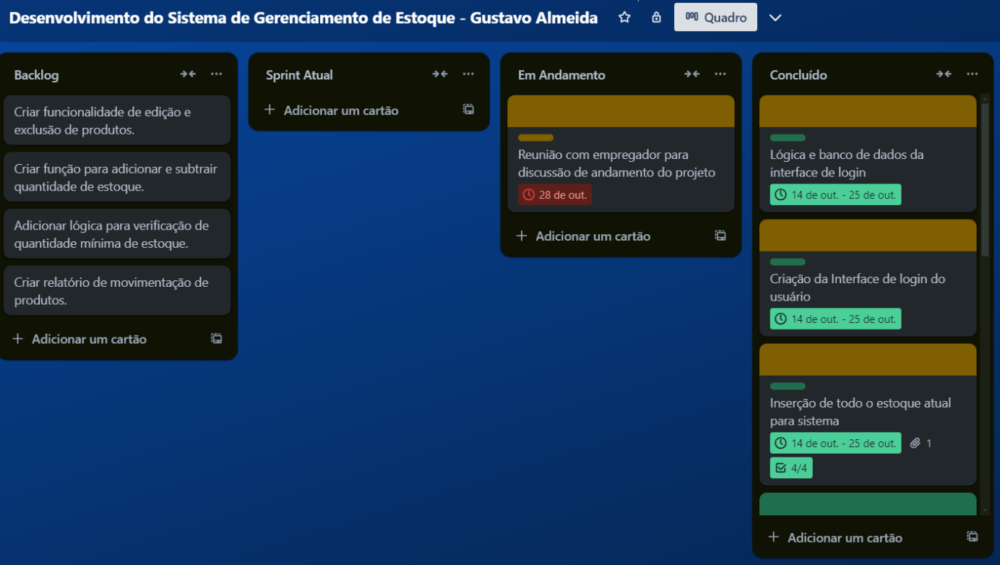 Desenvolvimento do Sistema de Gerenciamento de Estoque - Gustavo Almeida
Quadro
Backlog
Criar funcionalidade de edição e
exclusão de produtos.
Criar função para adicionar e subtrair
quantidade de estoque.
Adicionar lógica para verificação de
quantidade mínima de estoque.
Criar relatório de movimentação de
produtos.
Adicionar um cartão
Sprint Atual
Adicionar um cartão
Em Andamento
Reunião com empregador para
discussão de andamento do projeto
28 de out.
Adicionar um cartão
Concluído
Lógica e banco de dados da
interface de login
14 de out. - 25 de out.
Criação da Interface de login do
usuário
14 de out. - 25 de out.
Inserção de todo o estoque atual
para sistema
14 de out. - 25 de out. 1
4/4
Adicionar um cartão